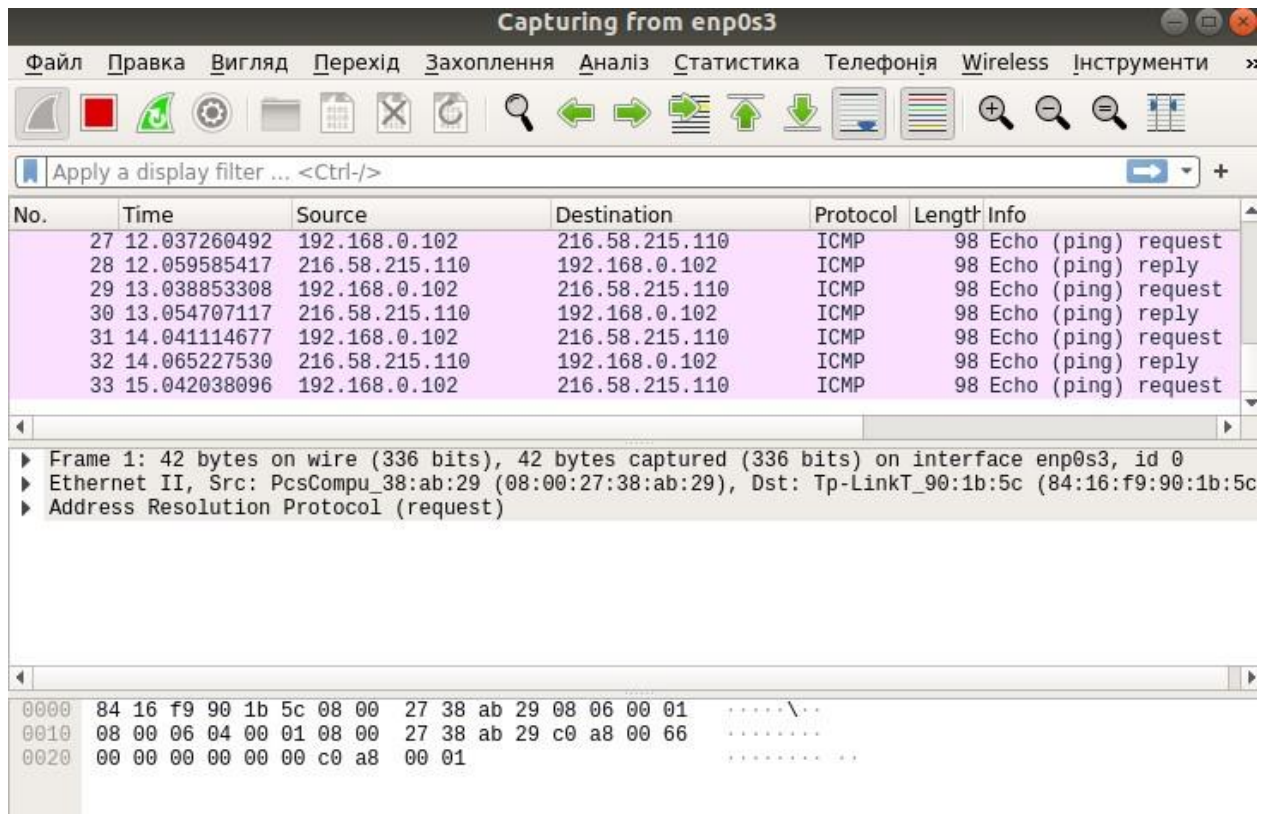 Capturing from enp0s3
Файл Правка Вигляд Перехід Захоплення Аналіз Статистика Телефонія Wireless Інструменти »
Apply a display filter ... <Ctrl-/>
No. Time Source Destination Protocol Length Info
27 12.037260492 192.168.0.102 216.58.215.110 ICMP 98 Echo (ping) request
28 12.059585417 216.58.215.110 192.168.0.102 ICMP 98 Echo (ping) reply
29 13.038853308 192.168.0.102 216.58.215.110 ICMP 98 Echo (ping) request
30 13.054707117 216.58.215.110 192.168.0.102 ICMP 98 Echo (ping) reply
31 14.041114677 192.168.0.102 216.58.215.110 ICMP 98 Echo (ping) request
32 14.065227530 216.58.215.110 192.168.0.102 ICMP 98 Echo (ping) reply
33 15.042038096 192.168.0.102 216.58.215.110 ICMP 98 Echo (ping) request
Frame 1: 42 bytes on wire (336 bits), 42 bytes captured (336 bits) on interface enp0s3, id 0
Ethernet II, Src: PcsCompu_38:ab:29 (08:00:27:38:ab:29), Dst: Tp-LinkT_90:1b:5c (84:16:f9:90:1b:5c
Address Resolution Protocol (request)
0000 84 16 f9 90 1b 5c 08 00 27 38 ab 29 08 06 00 01 ·····\··
0010 08 00 06 04 00 01 08 00 27 38 ab 29 c0 a8 00 66 ········
0020 00 00 00 00 00 00 c0 a8 00 01 ········ ··